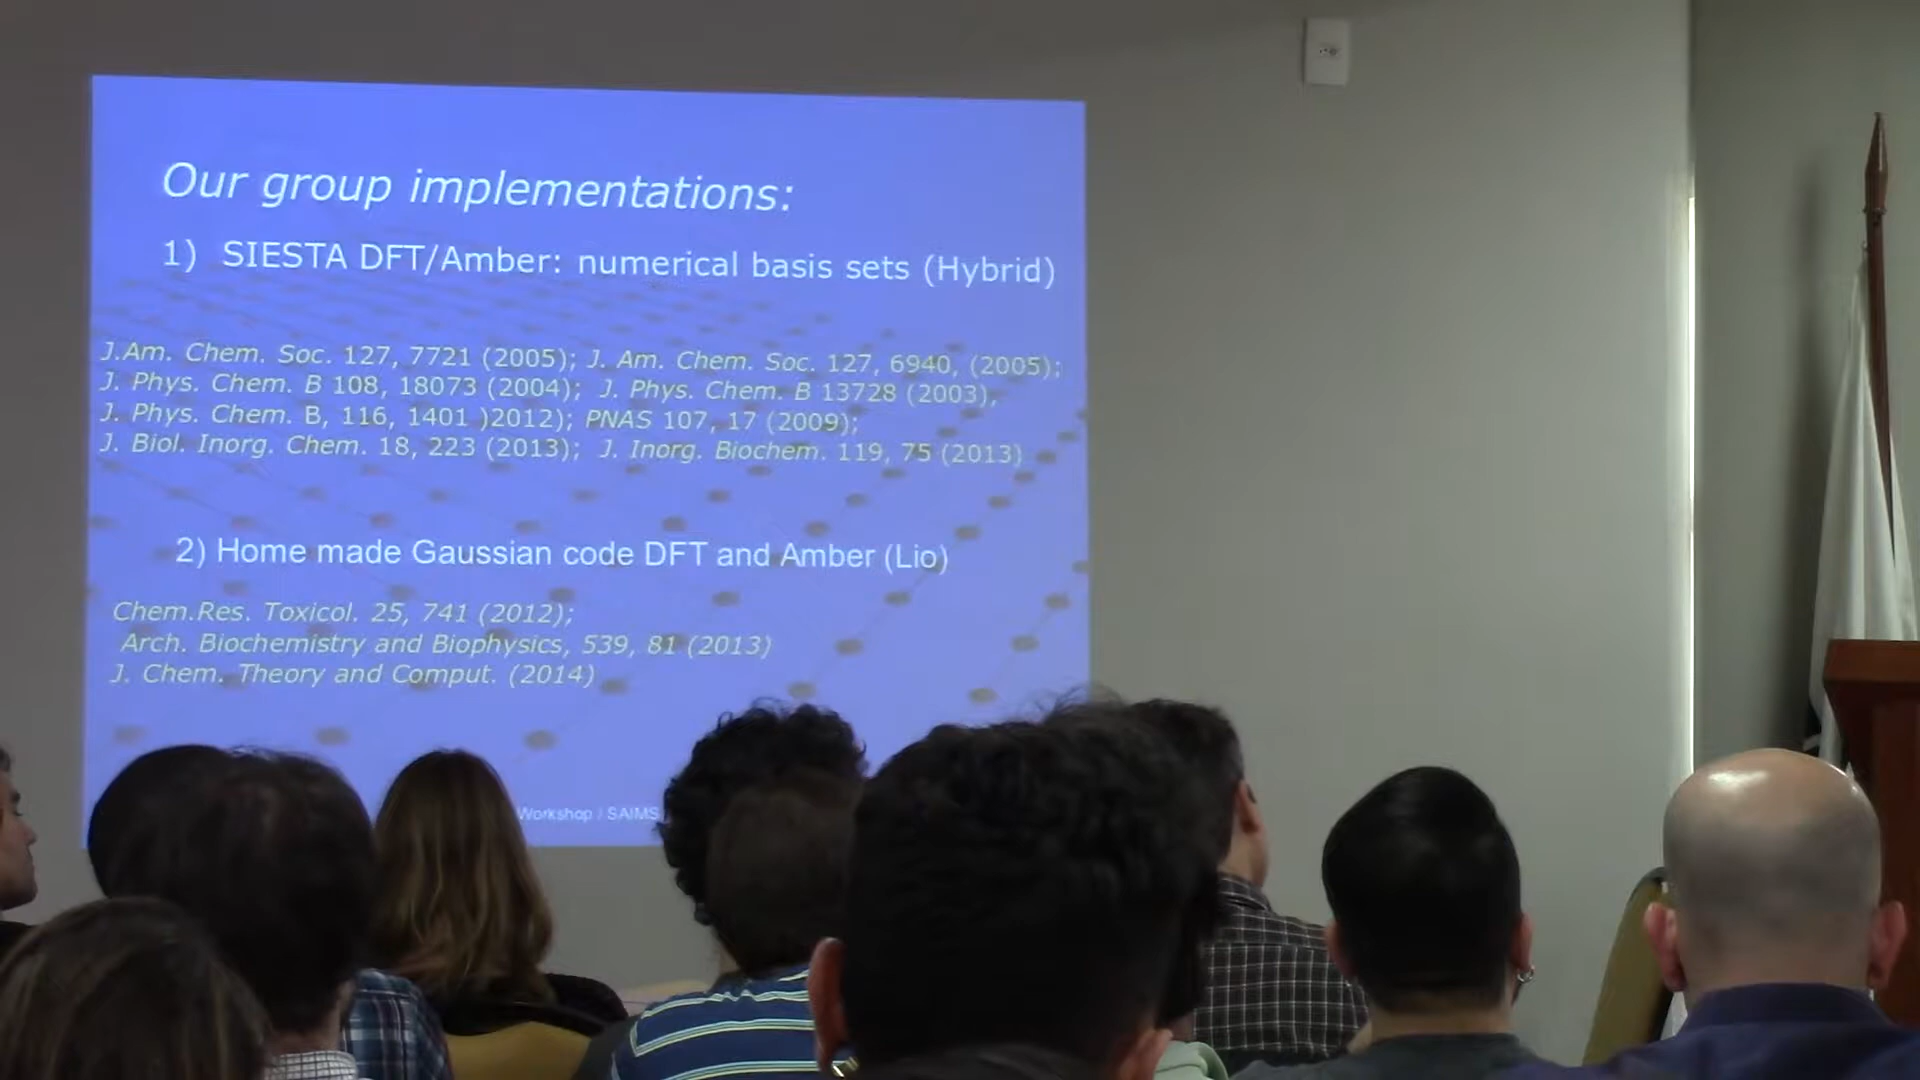 Our group implementations:
1) SIESTA DFT/Amber: numerical basis sets (Hybrid)
J.Am. Chem. Soc. 127, 7721 (2005); J. Am. Chem. Soc. 127, 6940, (2005);
J. Phys. Chem. B 108, 18073 (2004); J. Phys. Chem. B 13728 (2003),
J. Phys. Chem. B, 116, 1401 )2012); PNAS 107, 17 (2009);
J. Biol. Inorg. Chem. 18, 223 (2013); J. Inorg. Biochem. 119, 75 (2013)
2) Home made Gaussian code DFT and Amber (Lio)
Chem.Res. Toxicol. 25, 741 (2012);
Arch. Biochemistry and Biophysics, 539, 81 (2013)
J. Chem. Theory and Comput. (2014)
Workshop / SAIMS